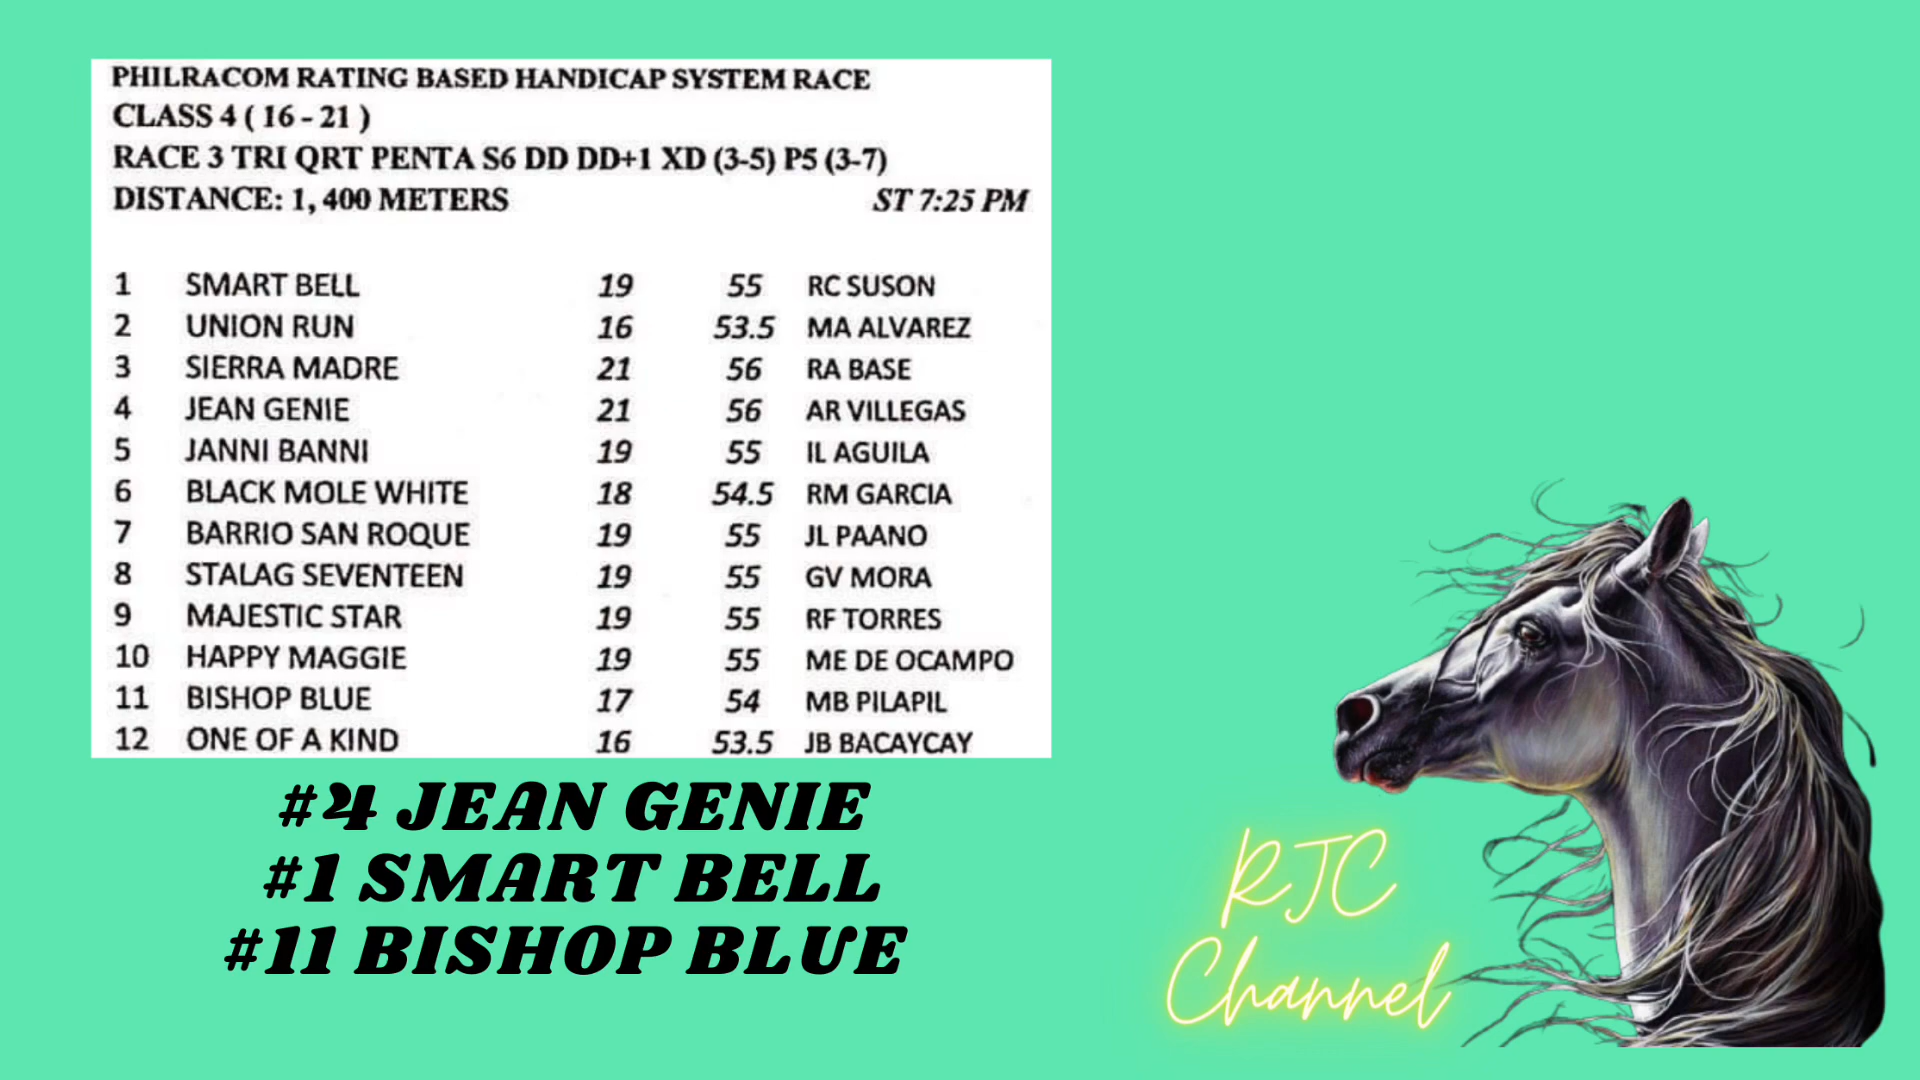 PHILRACOM RATING BASED HANDICAP SYSTEM RACE
CLASS 4 ( 16 - 21 )
RACE 3 TRI QRT PENTA S6 DD DD+1 XD (3-5) P5 (3-7)
DISTANCE: 1, 400 METERS ST 7:25 PM
1 SMART BELL 19 55 RC SUSON
2 UNION RUN 16 53.5 MA ALVAREZ
3 SIERRA MADRE 21 56 RA BASE
4 JEAN GENIE 21 56 AR VILLEGAS
5 JANNI BANNI 19 55 IL AGUILA
6 BLACK MOLE WHITE 18 54.5 RM GARCIA
7 BARRIO SAN ROQUE 19 55 JL PAANO
8 STALAG SEVENTEEN 19 55 GV MORA
9 MAJESTIC STAR 19 55 RF TORRES
10 HAPPY MAGGIE 19 55 ME DE OCAMPO
11 BISHOP BLUE 17 54 MB PILAPIL
12 ONE OF A KIND 16 53.5 JB BACAYCAY
#4 JEAN GENIE
#1 SMART BELL
#11 BISHOP BLUE
RJC
Channel